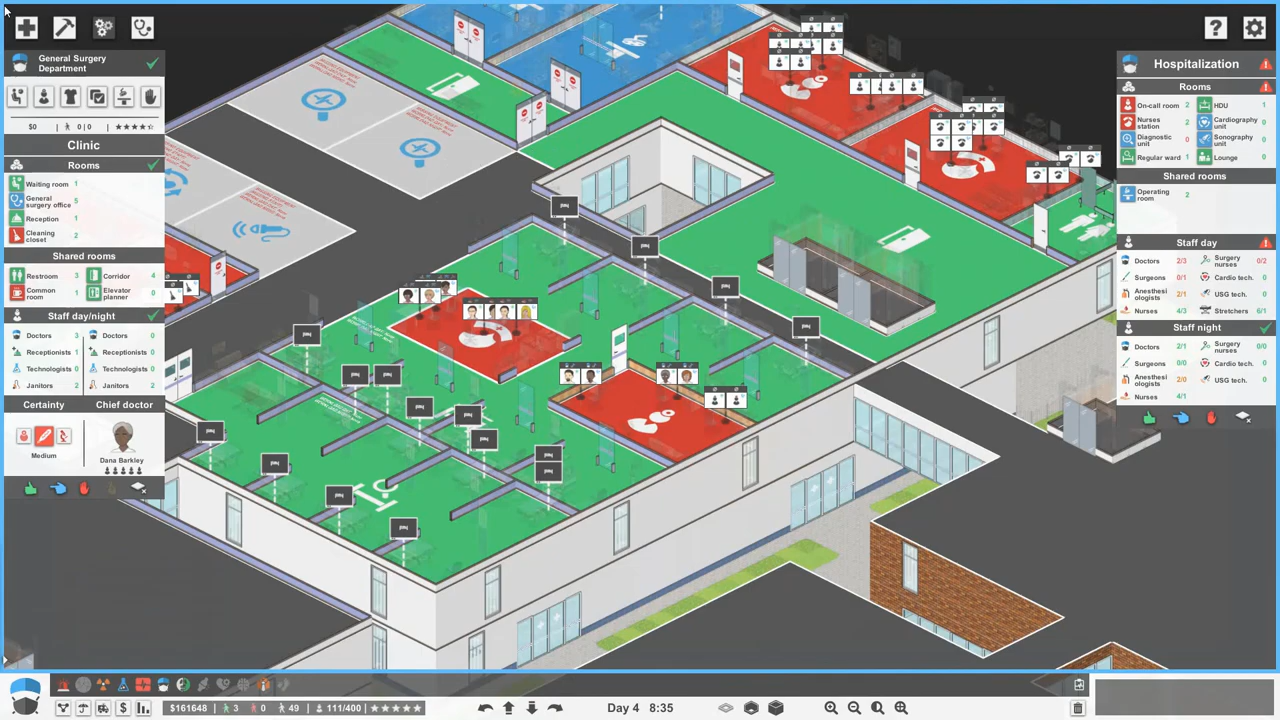 General Surgery
Department
$0 | 0 | 0
Clinic
Rooms
Waiting room 1
General
surgery office 5
Reception 1
Cleaning
closet 2
Shared rooms
Restroom 3 Corridor 4
Common
room 1 Elevator
planner 0
Staff day/night
Doctors 3 Doctors 0
Receptionists 1 Receptionists 0
Technologists 0 Technologists 0
Janitors 2 Janitors 2
Certainty Chief doctor
Medium
Dana Barkley
Hospitalization
Rooms
On-call room 2 HDU 1
Nurses
station 2 Cardiography
unit 0
Diagnostic
unit 0 Sonography
unit 0
Regular ward 1 Lounge 1
Shared rooms
Operating
room 2
Staff day
Doctors 2/3 Surgery
nurses 0/2
Surgeons 0/1 Cardio tech. 0
Anesthesi
ologists 2/1 USG tech. 0
Nurses 4/3 Stretchers 6/1
Staff night
Doctors 2/1 Surgery
nurses 0/0
Surgeons 0/0 Cardio tech. 0
Anesthesi
ologists 2/0 USG tech. 0
Nurses 4/1
$161648 3 0 49 111/400
Day 4 8:35